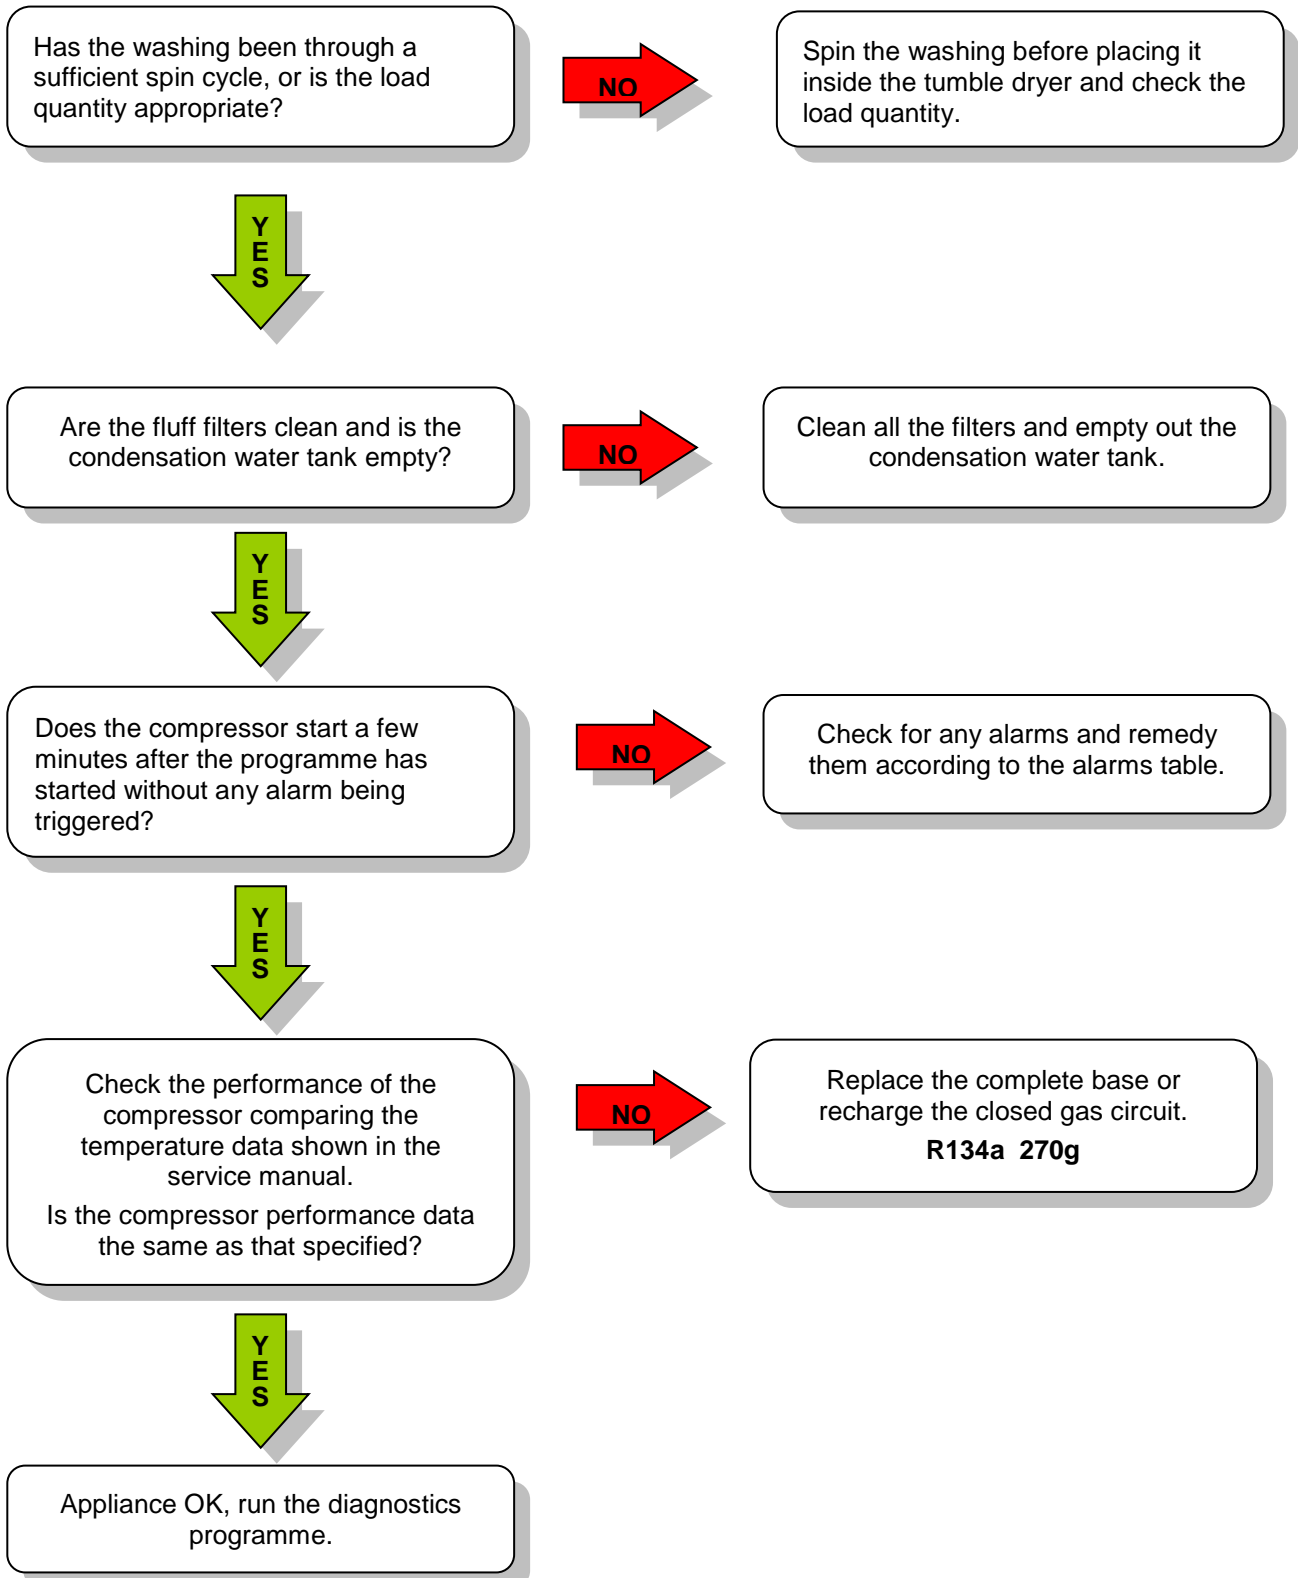 Has the washing been through a
sufficient spin cycle, or is the load
quantity appropriate?
NO
Spin the washing before placing it
inside the tumble dryer and check the
load quantity.
Y
E
S
Are the fluff filters clean and is the
condensation water tank empty?
NO
Clean all the filters and empty out the
condensation water tank.
Y
E
S
Does the compressor start a few
minutes after the programme has
started without any alarm being
triggered?
NO
Check for any alarms and remedy
them according to the alarms table.
Y
E
S
Check the performance of the
compressor comparing the
temperature data shown in the
service manual.
Is the compressor performance data
the same as that specified?
NO
Replace the complete base or
recharge the closed gas circuit.
R134a 270g
Y
E
S
Appliance OK, run the diagnostics
programme.